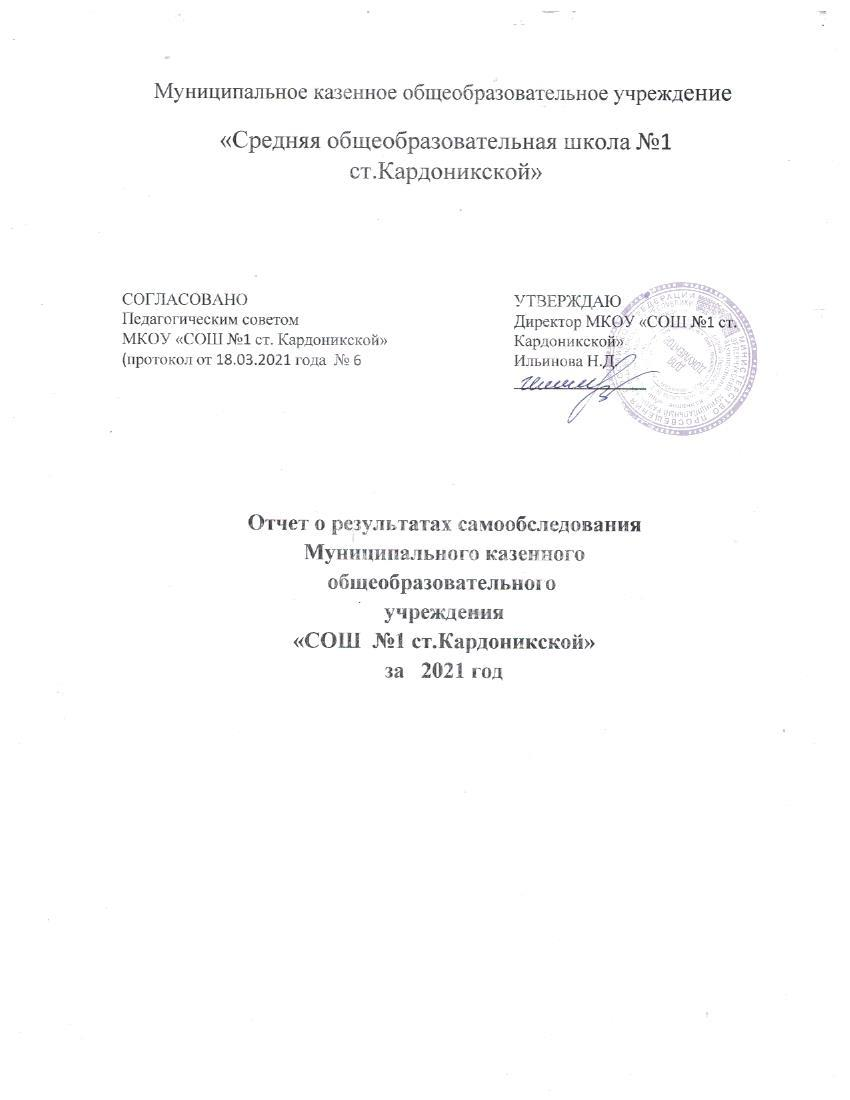 Муниципальное казенное общеобразовательное учреждение
«Средняя общеобразовательная школа №1
ст.Кардоникской»
СОГЛАСОВАНО
Педагогическим советом
МКОУ «СОШ №1 ст. Кардоникской»
(протокол от 18.03.2021 года № 6
УТВЕРЖДАЮ
Директор МКОУ «СОШ №1 ст.
Кардоникской»
Ильинова Н.Д.
Отчет о результатах самообследования
Муниципального казенного
общеобразовательного
учреждения
«СОШ №1 ст.Кардоникской»
за 2021 год